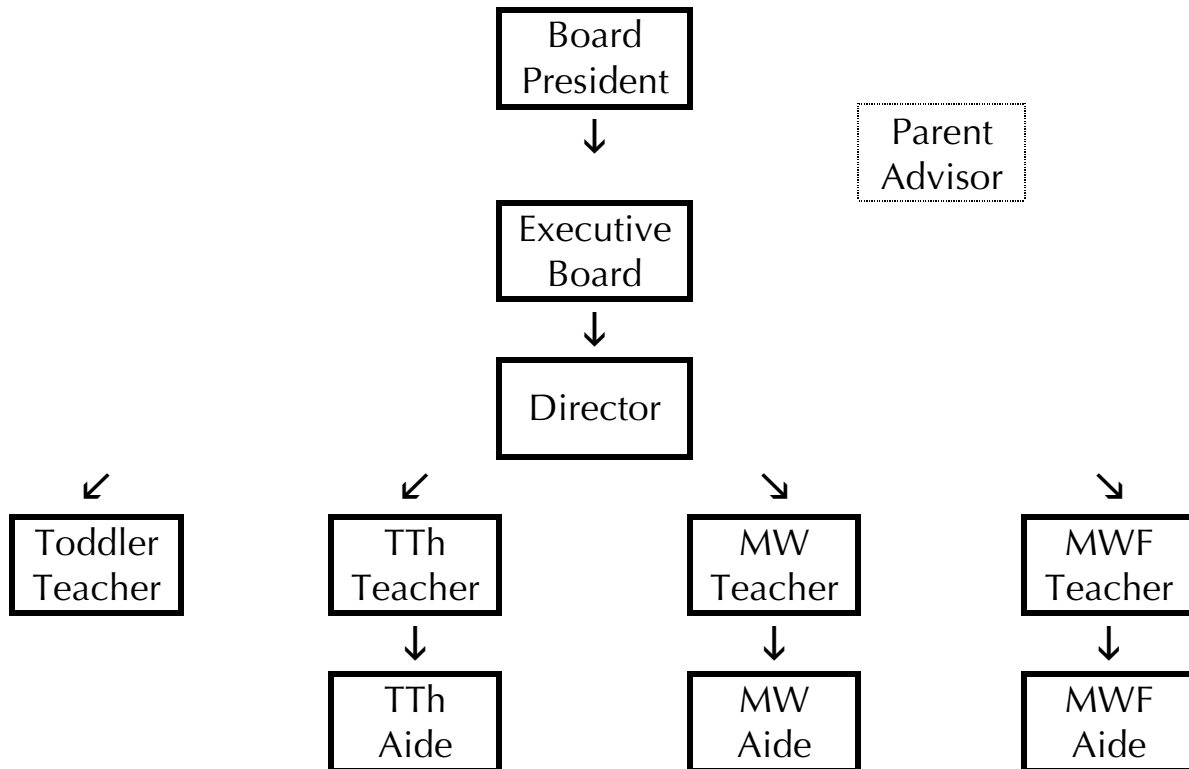 Board
President
↓
Parent
Advisor
Executive
Board
↓
Director
↙ ↙ ↘ ↘
Toddler
Teacher
TTh
Teacher
MW
Teacher
MWF
Teacher
↓ ↓ ↓
TTh
Aide
MW
Aide
MWF
Aide